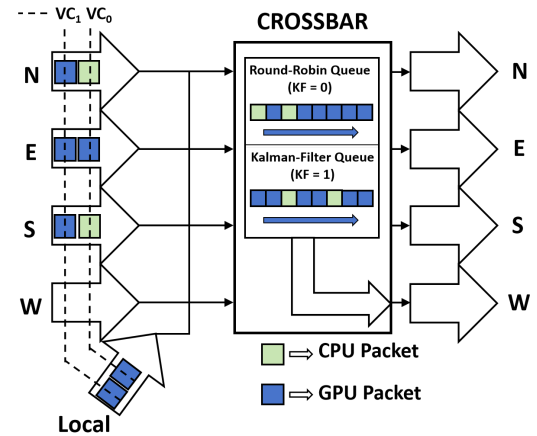 VC1 VC0
CROSSBAR
N
E
S
W
Local
Round-Robin Queue
(KF = 0)
Kalman-Filter Queue
(KF = 1)
N
E
S
W
CPU Packet
GPU Packet